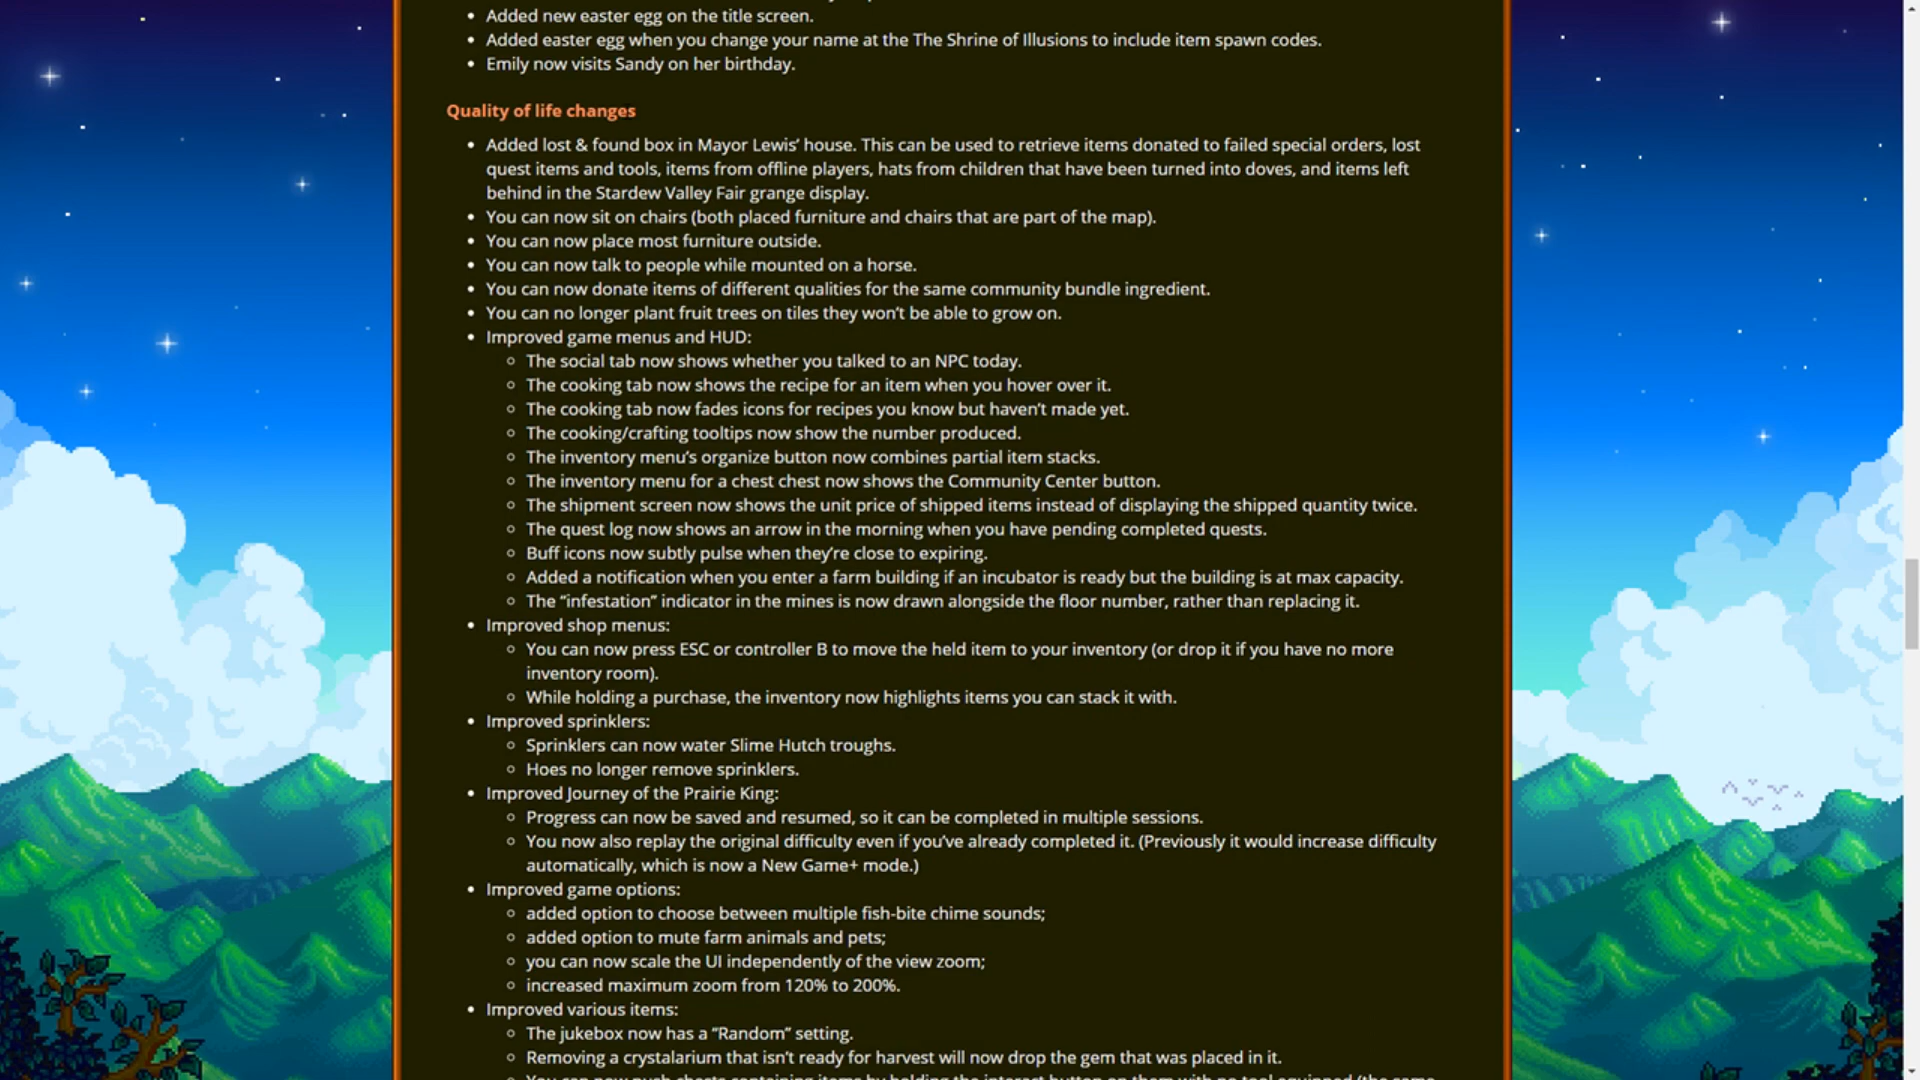 • Added new easter egg on the title screen.
• Added easter egg when you change your name at the The Shrine of Illusions to include item spawn codes.
• Emily now visits Sandy on her birthday.
Quality of life changes
• Added lost & found box in Mayor Lewis’ house. This can be used to retrieve items donated to failed special orders, lost
quest items and tools, items from offline players, hats from children that have been turned into doves, and items left
behind in the Stardew Valley Fair grange display.
• You can now sit on chairs (both placed furniture and chairs that are part of the map).
• You can now place most furniture outside.
• You can now talk to people while mounted on a horse.
• You can now donate items of different qualities for the same community bundle ingredient.
• You can no longer plant fruit trees on tiles they won’t be able to grow on.
• Improved game menus and HUD:
◦ The social tab now shows whether you talked to an NPC today.
◦ The cooking tab now shows the recipe for an item when you hover over it.
◦ The cooking tab now fades icons for recipes you know but haven’t made yet.
◦ The cooking/crafting tooltips now show the number produced.
◦ The inventory menu’s organize button now combines partial item stacks.
◦ The inventory menu for a chest chest now shows the Community Center button.
◦ The shipment screen now shows the unit price of shipped items instead of displaying the shipped quantity twice.
◦ The quest log now shows an arrow in the morning when you have pending completed quests.
◦ Buff icons now subtly pulse when they’re close to expiring.
◦ Added a notification when you enter a farm building if an incubator is ready but the building is at max capacity.
◦ The “infestation” indicator in the mines is now drawn alongside the floor number, rather than replacing it.
• Improved shop menus:
◦ You can now press ESC or controller B to move the held item to your inventory (or drop it if you have no more
inventory room).
◦ While holding a purchase, the inventory now highlights items you can stack it with.
• Improved sprinklers:
◦ Sprinklers can now water Slime Hutch troughs.
◦ Hoes no longer remove sprinklers.
• Improved Journey of the Prairie King:
◦ Progress can now be saved and resumed, so it can be completed in multiple sessions.
◦ You now also replay the original difficulty even if you’ve already completed it. (Previously it would increase difficulty
automatically, which is now a New Game+ mode.)
• Improved game options:
◦ added option to choose between multiple fish-bite chime sounds;
◦ added option to mute farm animals and pets;
◦ you can now scale the UI independently of the view zoom;
◦ increased maximum zoom from 120% to 200%.
• Improved various items:
◦ The jukebox now has a “Random” setting.
◦ Removing a crystalarium that isn’t ready for harvest will now drop the gem that was placed in it.